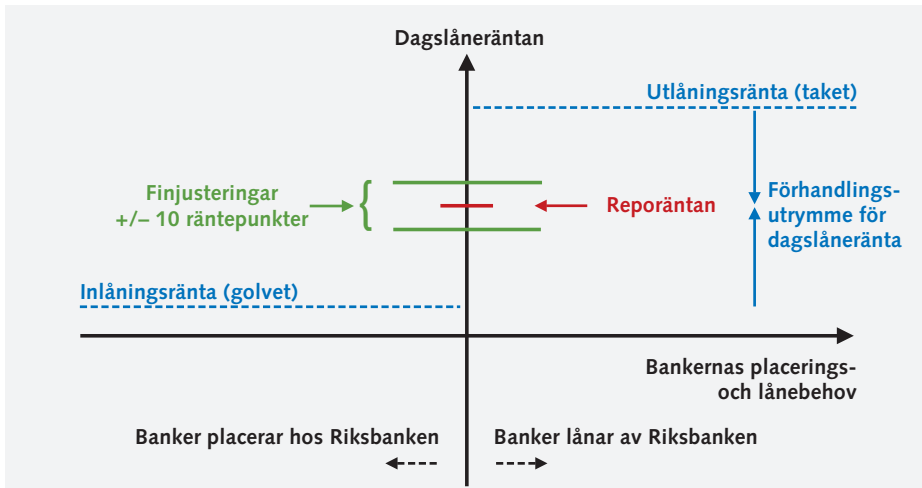 Dagslåneräntan
Utlåningsränta (taket)
Finjusteringar
+/– 10 räntepunkter
{
Reporäntan
Förhandlings-
utrymme för
dagslåneränta
Inlåningsränta (golvet)
Bankernas placerings-
och lånebehov
Banker placerar hos Riksbanken
Banker lånar av Riksbanken